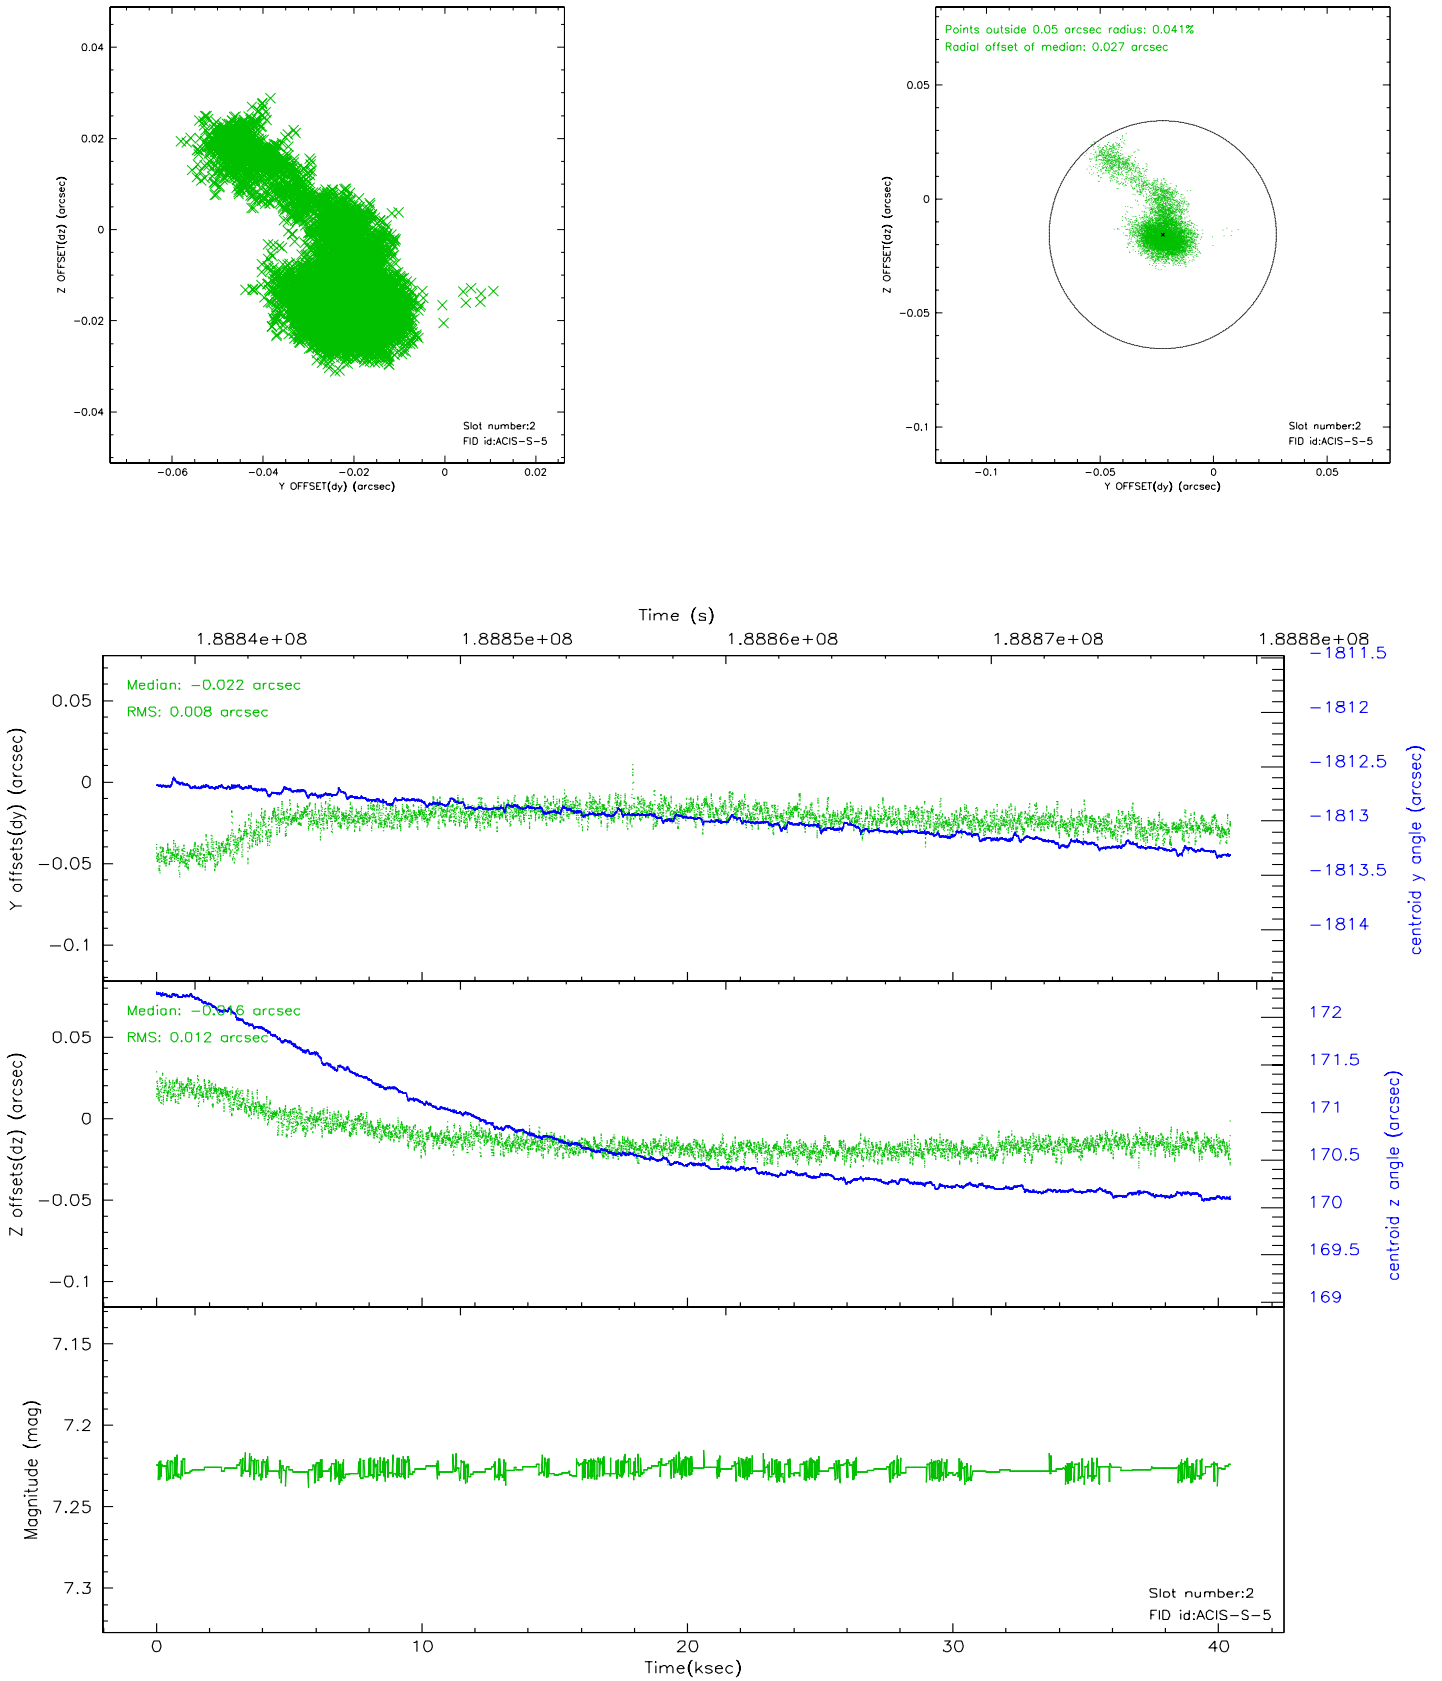 0.04
0.02
0
−0.02
−0.04
Z OFFSET(dz) (arcsec)
−0.06
−0.04
−0.02
0
0.02
Y OFFSET(dy) (arcsec)
Slot number:2
FID id:ACIS−S−5
Points outside 0.05 arcsec radius: 0.041%
Radial offset of median: 0.027 arcsec
0.05
0
−0.05
−0.1
Z OFFSET(dz) (arcsec)
−0.1
−0.05
0
0.05
Y OFFSET(dy) (arcsec)
Slot number:2
FID id:ACIS−S−5
Time (s)
1.8884e+08
1.8885e+08
1.8886e+08
1.8887e+08
1.8888e+08
Median: −0.022 arcsec
RMS: 0.008 arcsec
0.05
0
−0.05
−0.1
Y offsets(dy) (arcsec)
−1811.5
−1812
−1812.5
−1813
−1813.5
−1814
centroid y angle (arcsec)
Median: −0.016 arcsec
RMS: 0.012 arcsec
0.05
0
−0.05
−0.1
Z offsets(dz) (arcsec)
172
171.5
171
170.5
170
169.5
169
centroid z angle (arcsec)
7.15
7.2
7.25
7.3
Magnitude (mag)
Slot number:2
FID id:ACIS−S−5
0
10
20
30
40
Time(ksec)